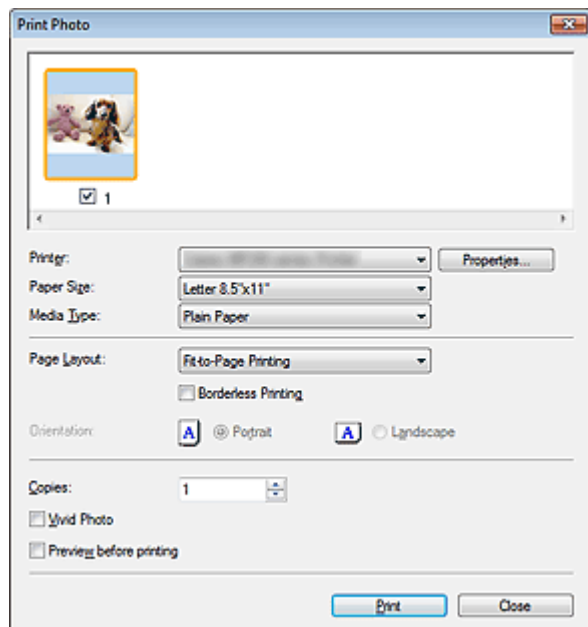 Print Photo
1
Printer: Properties...
Paper Size: Letter 8.5"x11"
Media Type: Plain Paper
Page Layout: Fit-to-Page Printing
Borderless Printing
Orientation: A Portrait A Landscape
Copies: 1
Vivid Photo
Preview before printing
Print Close